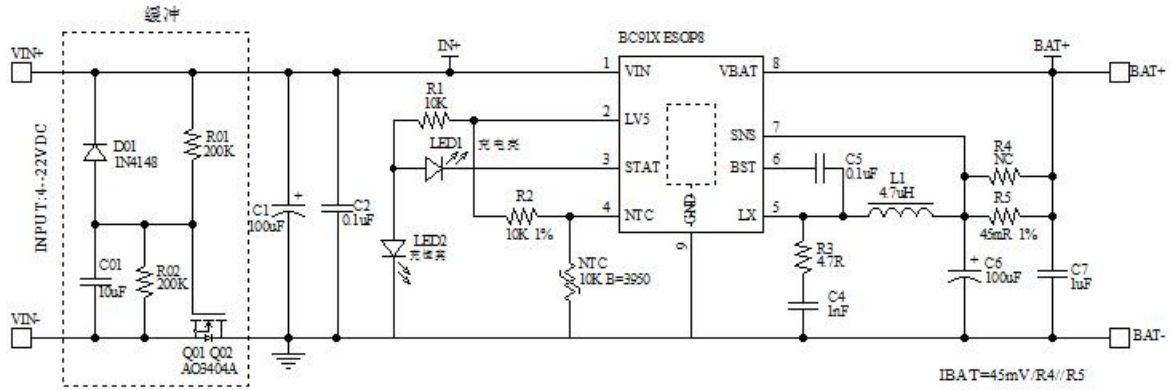 缓冲
VIN+
IN+
BC91X ESOP8
BAT+
BAT+
1
VIN
VBAT
8
R1
10K
2
LV5
SNS
7
D01
1N4148
R01
200K
LED1
充电亮
3
STAT
BST
6
C5
0.1uF
R4
NC
L1
4.7uH
INPUT:4--22VDC
C1
100uF
+
C2
0.1uF
R2
10K 1%
4
NTC
LX
5
R5
45mR 1%
GND
9
LED2
C01
10uF
R02
200K
NTC
10K B=3950
R3
4.7R
C6
100uF
+
C7
1uF
C4
1nF
VIN-
BAT-
Q01 Q02
AO3404A
IBAT=45mV/R4//R5